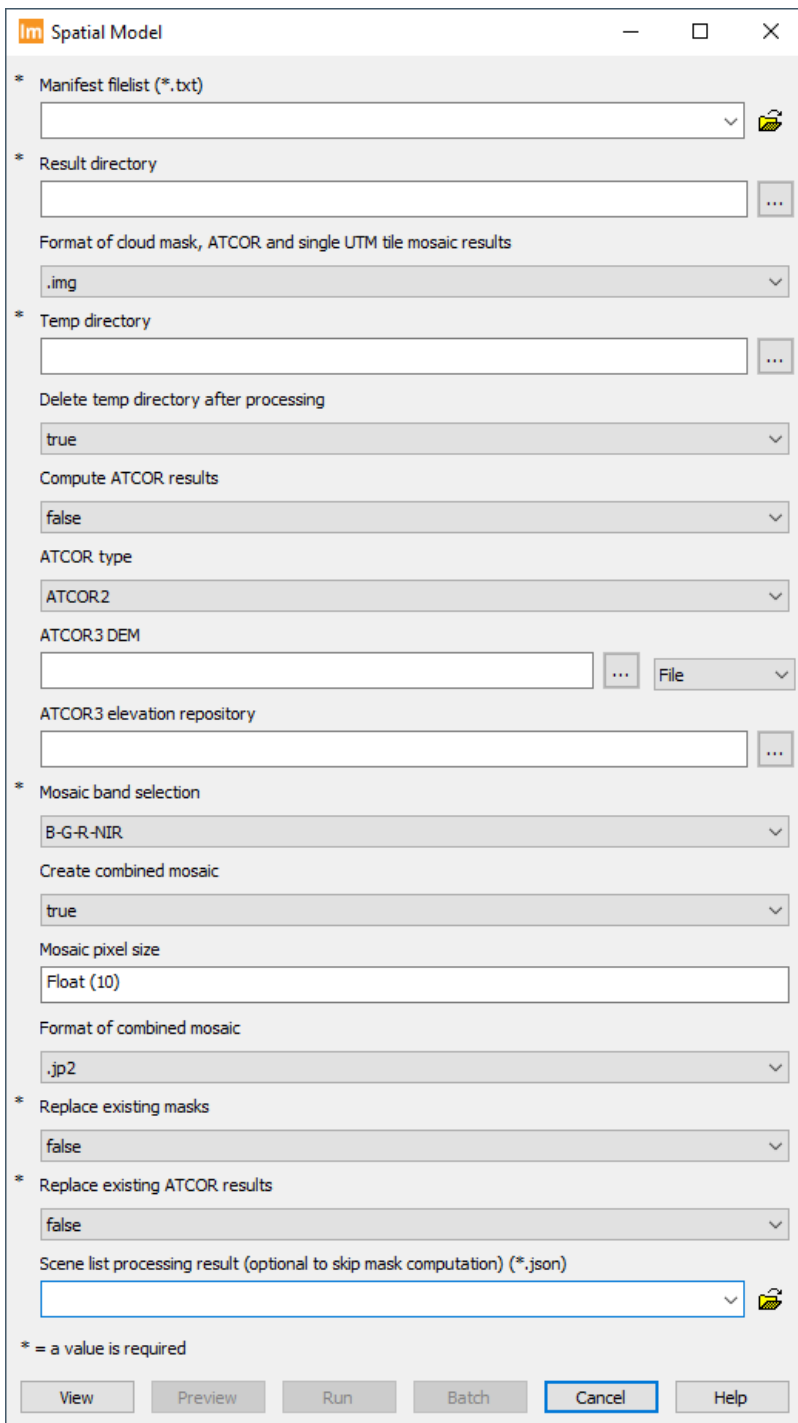 Im Spatial Model
* Manifest filelist (*.txt)
* Result directory
...
Format of cloud mask, ATCOR and single UTM tile mosaic results
.img
* Temp directory
...
Delete temp directory after processing
true
Compute ATCOR results
false
ATCOR type
ATCOR2
ATCOR3 DEM
... File
ATCOR3 elevation repository
...
* Mosaic band selection
B-G-R-NIR
Create combined mosaic
true
Mosaic pixel size
Float (10)
Format of combined mosaic
.jp2
* Replace existing masks
false
* Replace existing ATCOR results
false
Scene list processing result (optional to skip mask computation) (*.json)
* = a value is required
View Preview Run Batch Cancel Help